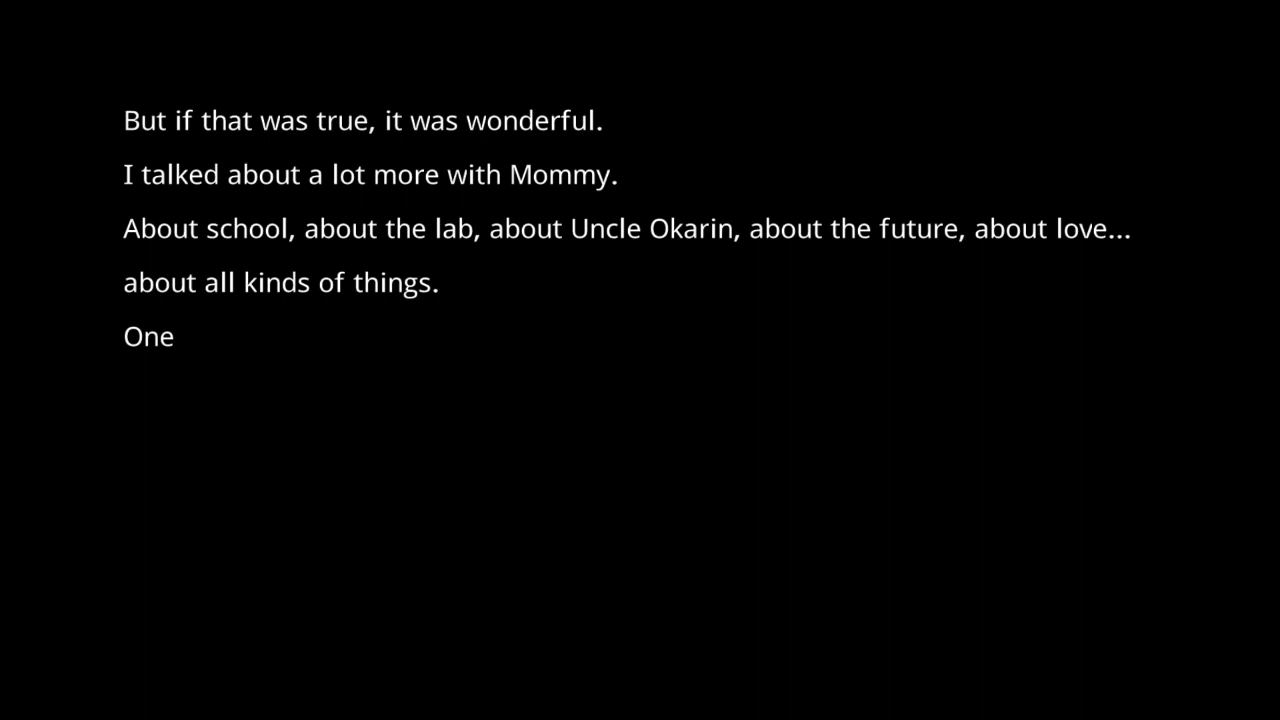 But if that was true, it was wonderful.
I talked about a lot more with Mommy.
About school, about the lab, about Uncle Okarin, about the future, about love...
about all kinds of things.
One